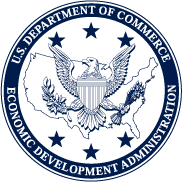 U.S. DEPARTMENT OF COMMERCE
ECONOMIC DEVELOPMENT ADMINISTRATION